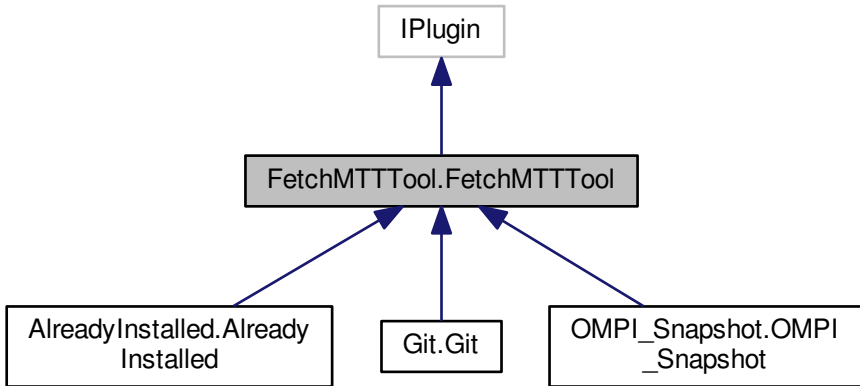 IPlugin
FetchMTTTool.FetchMTTTool
AlreadyInstalled.Already
Installed
Git.Git
OMPI_Snapshot.OMPI
_Snapshot